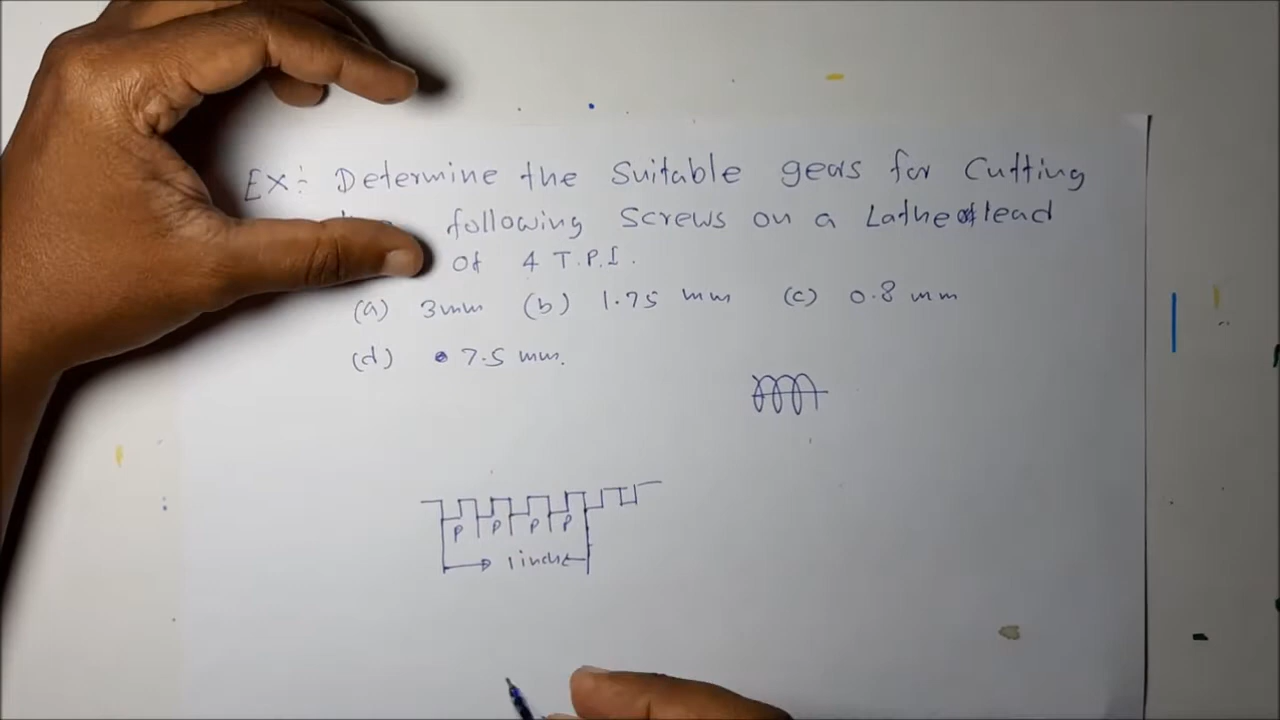 EX:- Determine the Suitable gears for Cutting
following Screws on a Lathe of lead
of 4 T.P.I.
(a) 3mm (b) 1.75 mm (c) 0.8 mm
(d) 7.5 mm.
P P P P
1 inch